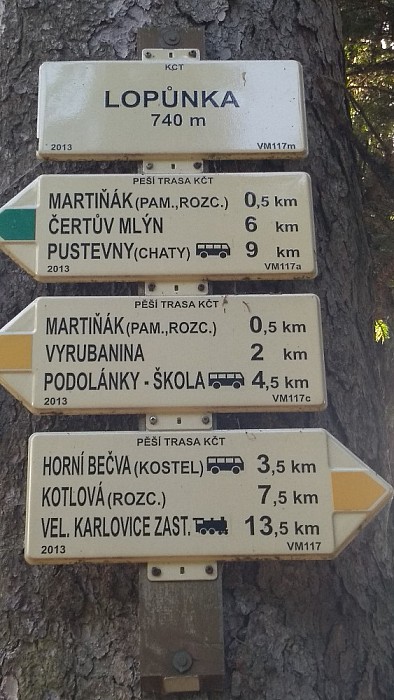 KČT
LOPŮNKA
740 m
2013 VM117m
PĚŠÍ TRASA KČT
MARTIŇÁK (PAM.,ROZC.) 0,5 km
ČERTŮV MLÝN 6 km
PUSTEVNY (CHATY) 9 km
2013 VM117a
PĚŠÍ TRASA KČT
MARTIŇÁK (PAM.,ROZC.) 0,5 km
VYRUBANINA 2 km
PODOLÁNKY - ŠKOLA 4,5 km
2013 VM117c
PĚŠÍ TRASA KČT
HORNÍ BEČVA (KOSTEL) 3,5 km
KOTLOVÁ (ROZC.) 7,5 km
VEL. KARLOVICE ZAST. 13,5 km
2013 VM117